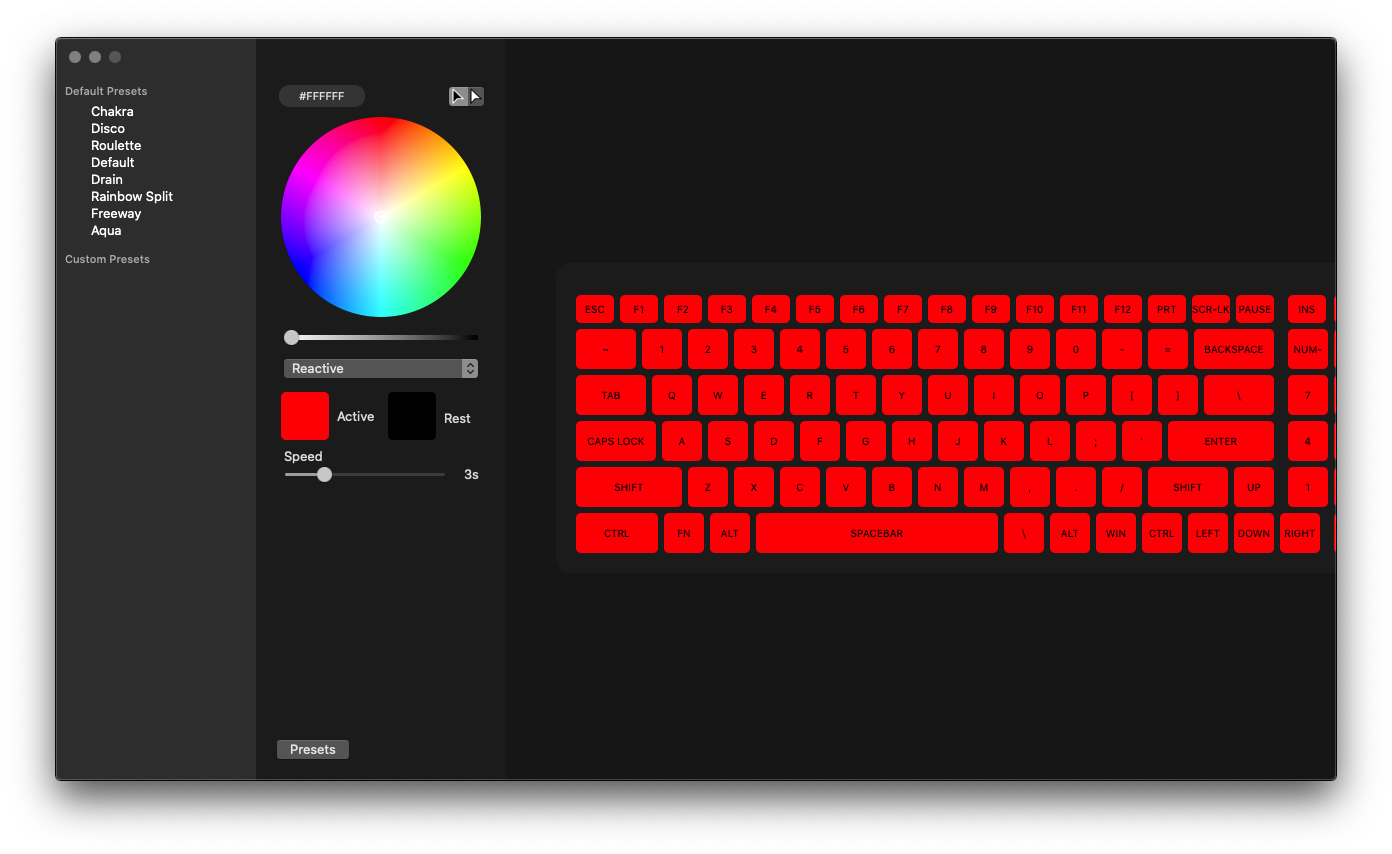 Default Presets
Chakra
Disco
Roulette
Default
Drain
Rainbow Split
Freeway
Aqua
Custom Presets
#FFFFFF
Reactive
Active
Rest
Speed
3s
Presets
ESC F1 F2 F3 F4 F5 F6 F7 F8 F9 F10 F11 F12 PRT SCR-LK PAUSE INS
~ 1 2 3 4 5 6 7 8 9 0 - = BACKSPACE NUM-
TAB Q W E R T Y U I O P [ ] \ 7
CAPS LOCK A S D F G H J K L ; ' ENTER 4
SHIFT Z X C V B N M , . / SHIFT UP 1
CTRL FN ALT SPACEBAR \ ALT WIN CTRL LEFT DOWN RIGHT